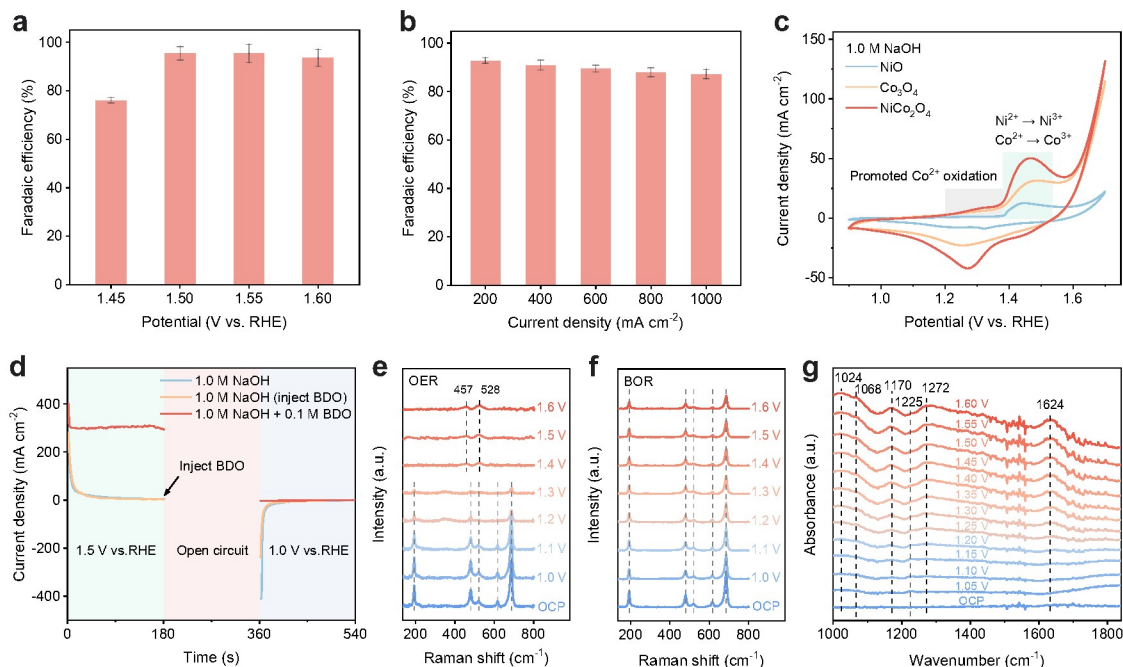 a
100
80
60
40
20
0
Faradaic efficiency (%)
1.45
1.50
1.55
1.60
Potential (V vs. RHE)
b
100
80
60
40
20
0
Faradaic efficiency (%)
200
400
600
800
1000
Current density (mA cm⁻²)
c
150
100
50
0
-50
Current density (mA cm⁻²)
1.0 M NaOH
NiO
Co₃O₄
NiCo₂O₄
Ni²⁺ → Ni³⁺
Co²⁺ → Co³⁺
Promoted Co²⁺ oxidation
1.0
1.2
1.4
1.6
Potential (V vs. RHE)
d
400
200
0
-200
-400
Current density (mA cm⁻²)
1.0 M NaOH
1.0 M NaOH (inject BDO)
1.0 M NaOH + 0.1 M BDO
Inject BDO
1.5 V vs.RHE
Open circuit
1.0 V vs.RHE
0
180
360
540
Time (s)
e
OER
457
528
1.6 V
1.5 V
1.4 V
1.3 V
1.2 V
1.1 V
1.0 V
OCP
Intensity (a.u.)
200
400
600
800
Raman shift (cm⁻¹)
f
BOR
1.6 V
1.5 V
1.4 V
1.3 V
1.2 V
1.1 V
1.0 V
OCP
Intensity (a.u.)
200
400
600
800
Raman shift (cm⁻¹)
g
1024
1068
1170
1225
1272
1624
1.60 V
1.55 V
1.50 V
1.45 V
1.40 V
1.35 V
1.30 V
1.25 V
1.20 V
1.15 V
1.10 V
1.05 V
OCP
Absorbance (a.u.)
1000
1200
1400
1600
1800
Wavenumber (cm⁻¹)